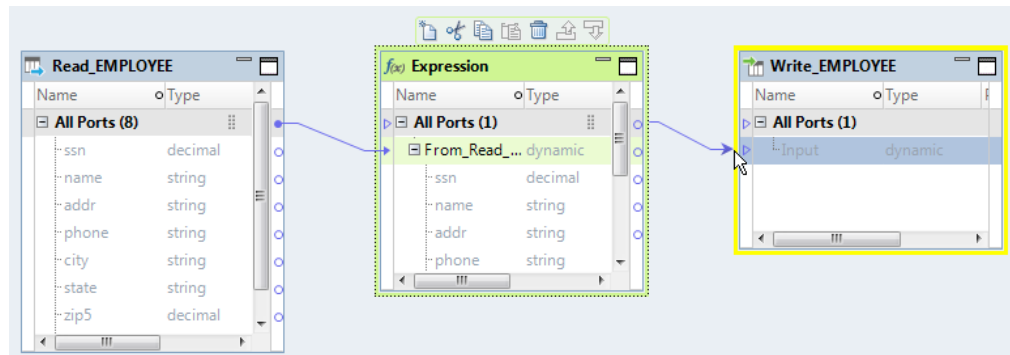 Read_EMPLOYEE
Name Type
All Ports (8)
ssn decimal
name string
addr string
phone string
city string
state string
zip5 decimal
f(x) Expression
Name Type
All Ports (1)
From_Read_... dynamic
ssn decimal
name string
addr string
phone string
Write_EMPLOYEE
Name Type
All Ports (1)
Input dynamic